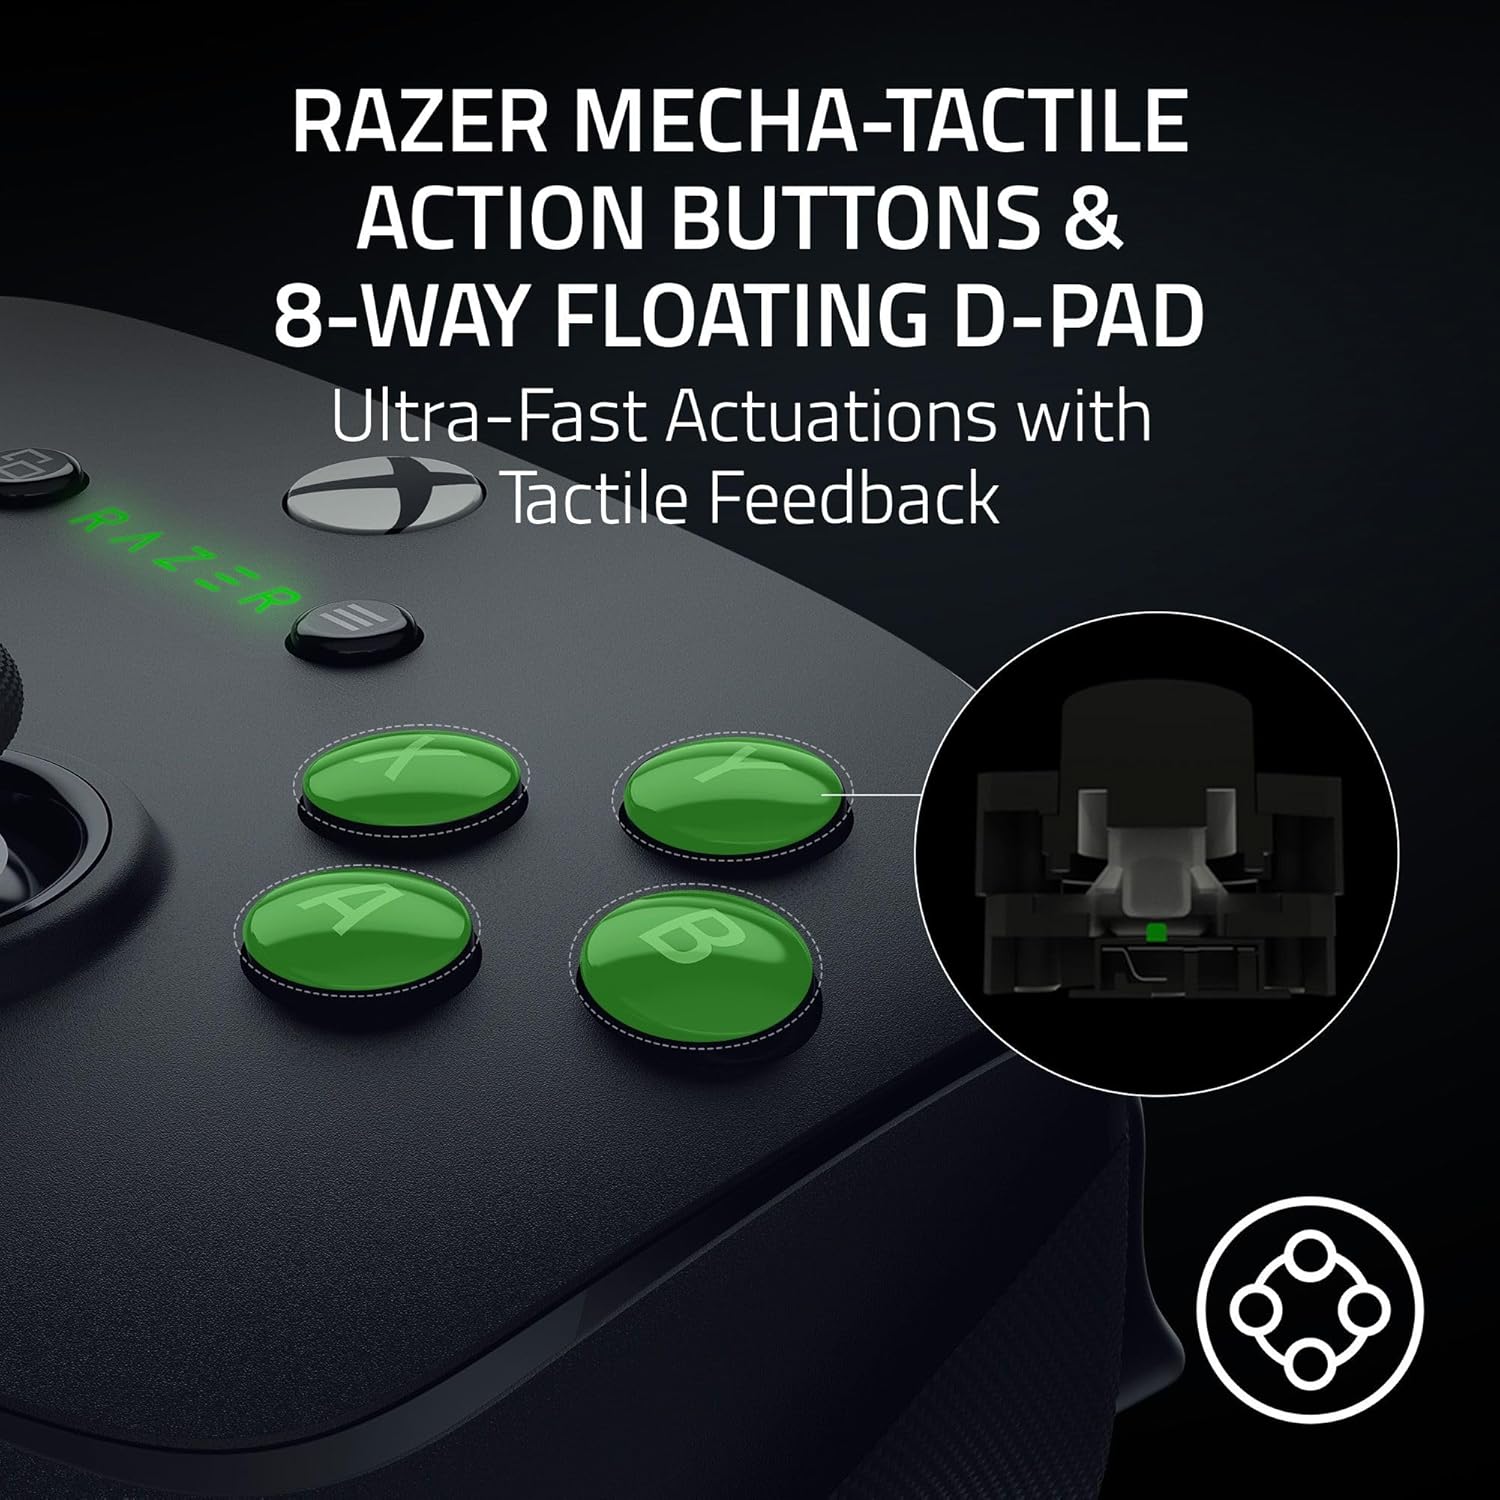 RAZER MECHA-TACTILE
ACTION BUTTONS &
8-WAY FLOATING D-PAD
Ultra-Fast Actuations with
Tactile Feedback
RAZER
X
Y
A
B